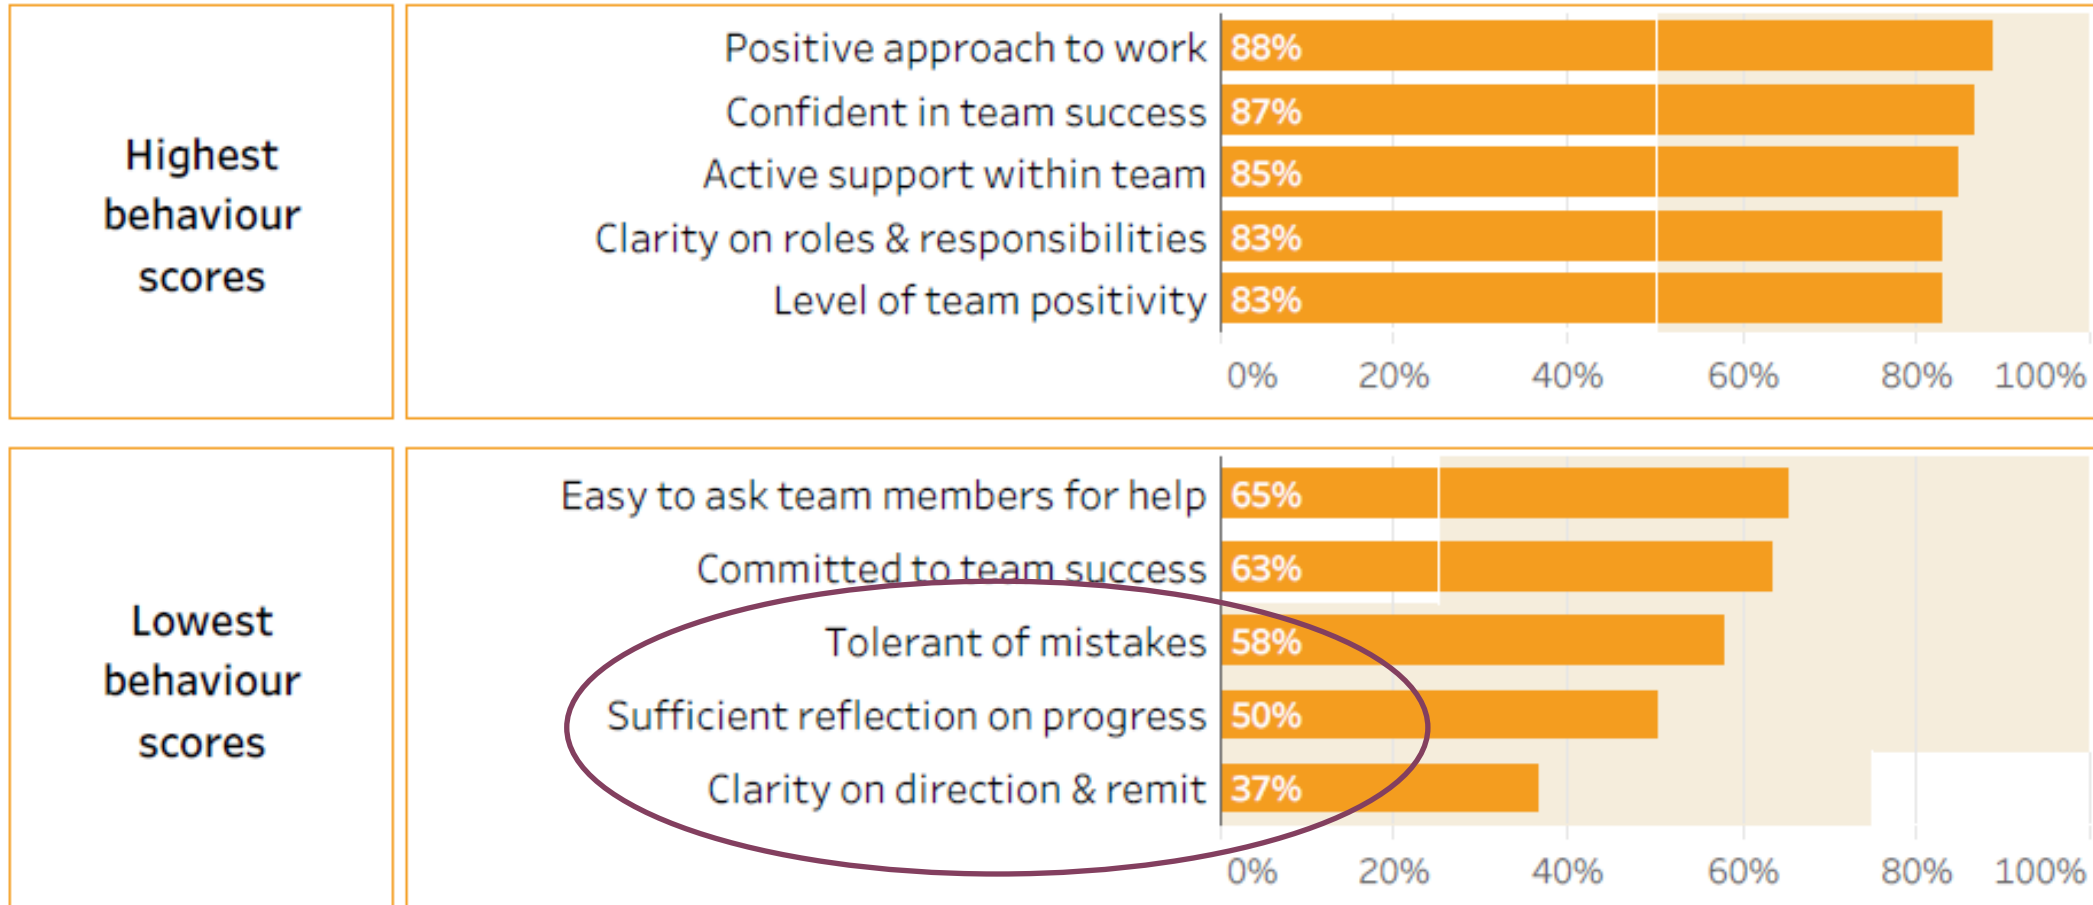 Highest
behaviour
scores
Positive approach to work 88%
Confident in team success 87%
Active support within team 85%
Clarity on roles & responsibilities 83%
Level of team positivity 83%
0% 20% 40% 60% 80% 100%
Lowest
behaviour
scores
Easy to ask team members for help 65%
Committed to team success 63%
Tolerant of mistakes 58%
Sufficient reflection on progress 50%
Clarity on direction & remit 37%
0% 20% 40% 60% 80% 100%